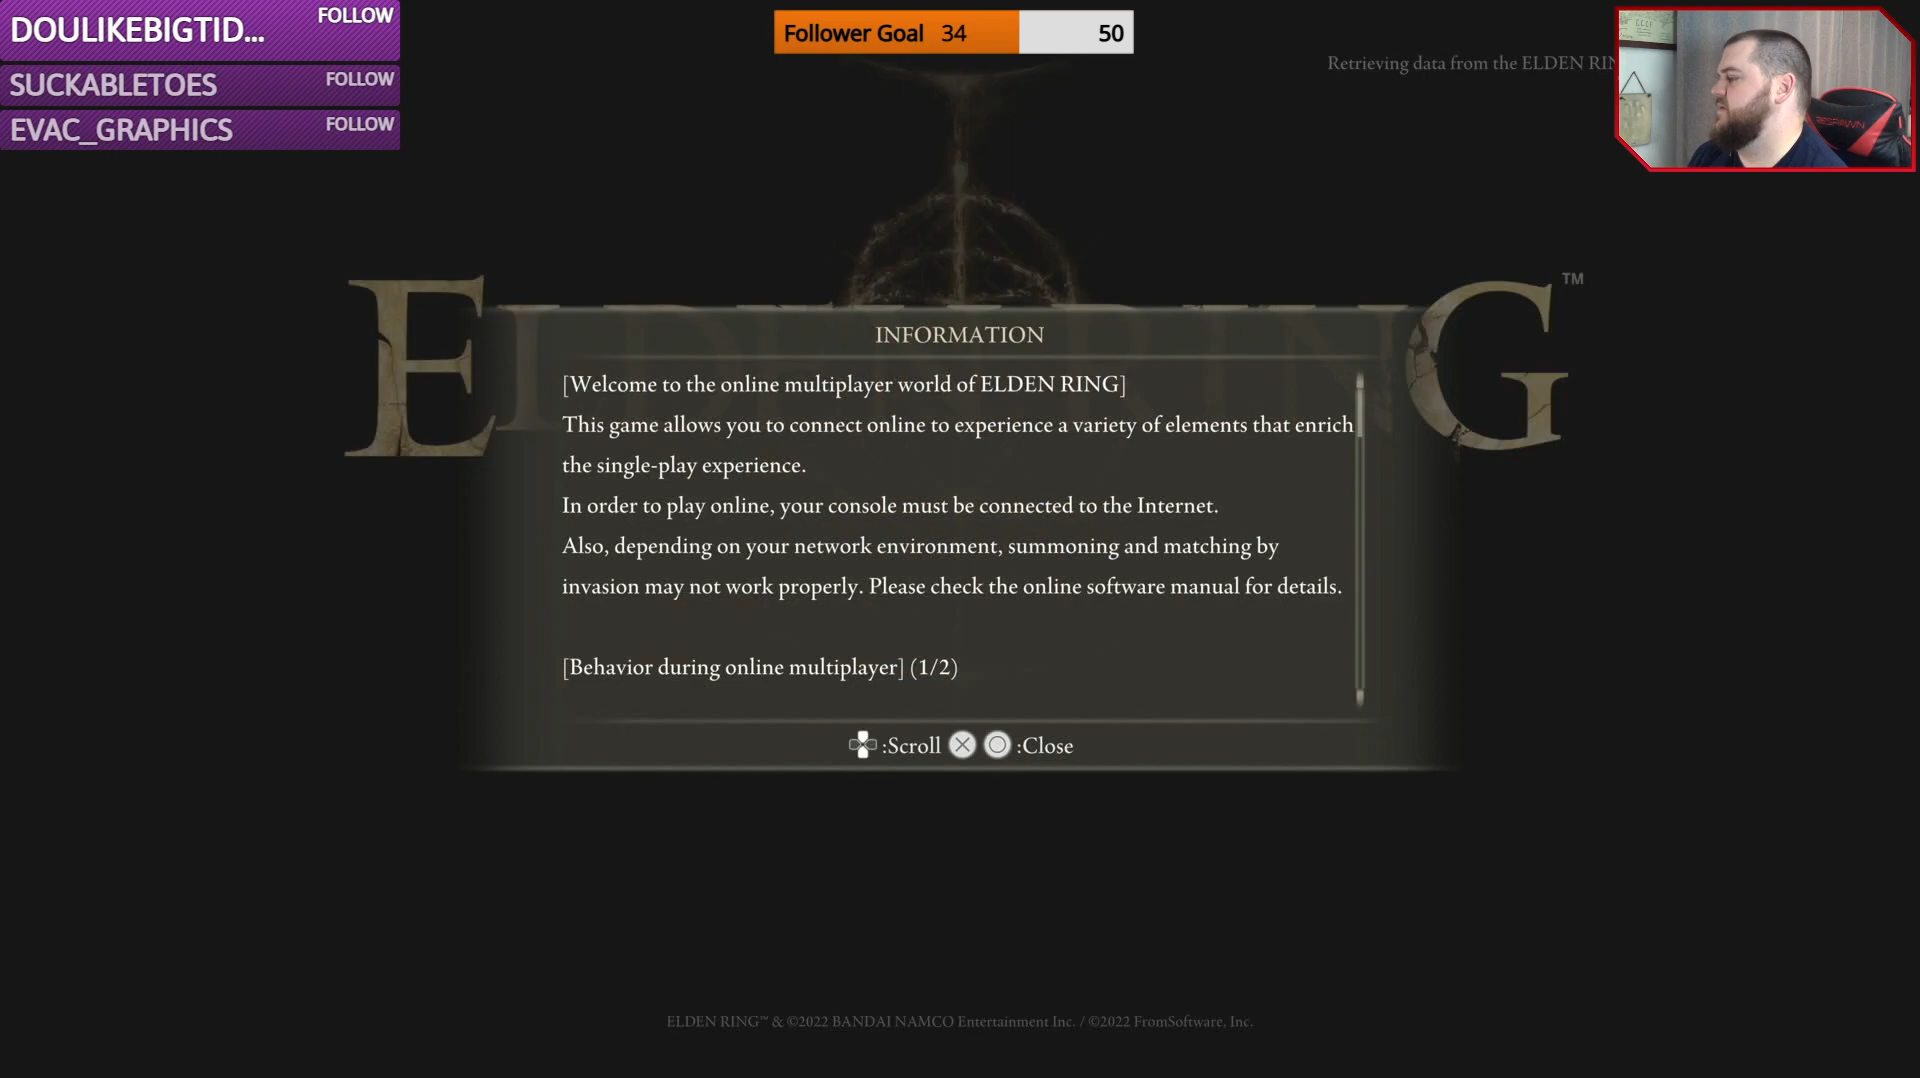 DOULIKEBIGTID... FOLLOW
SUCKABLETOES FOLLOW
EVAC_GRAPHICS FOLLOW
Follower Goal 34 50
Retrieving data from the ELDEN
ELDEN RING™
INFORMATION
[Welcome to the online multiplayer world of ELDEN RING]
This game allows you to connect online to experience a variety of elements that enrich
the single-play experience.
In order to play online, your console must be connected to the Internet.
Also, depending on your network environment, summoning and matching by
invasion may not work properly. Please check the online software manual for details.
[Behavior during online multiplayer] (1/2)
:Scroll :Close
ELDEN RING™ & ©2022 BANDAI NAMCO Entertainment Inc. / ©2022 FromSoftware, Inc.